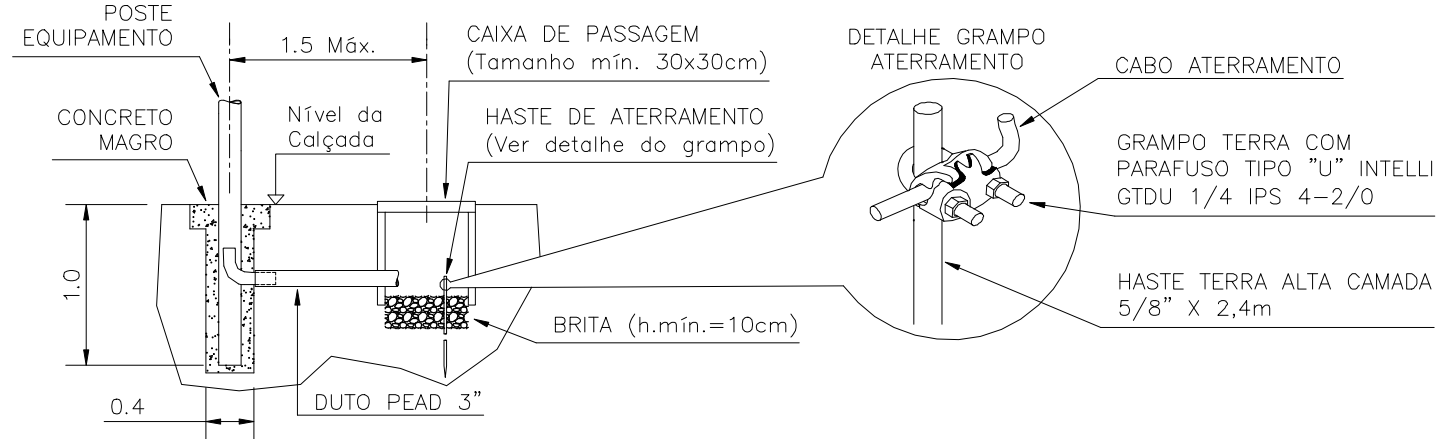 POSTE
EQUIPAMENTO
1.5 Máx.
CAIXA DE PASSAGEM
(Tamanho mín. 30x30cm)
DETALHE GRAMPO
ATERRAMENTO
CABO ATERRAMENTO
CONCRETO
MAGRO
Nível da
Calçada
HASTE DE ATERRAMENTO
(Ver detalhe do grampo)
GRAMPO TERRA COM
PARAFUSO TIPO "U" INTELLI
GTDU 1/4 IPS 4-2/0
1.0
HASTE TERRA ALTA CAMADA
5/8" X 2,4m
BRITA (h.mín.=10cm)
0.4
DUTO PEAD 3"